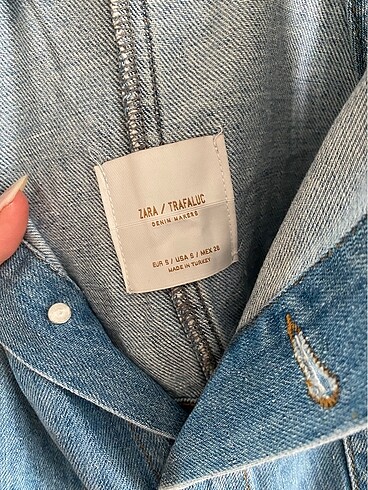 ZARA / TRAFALUC
DENIM MAKERS
EUR S / USA S / MEX 26
MADE IN TURKEY